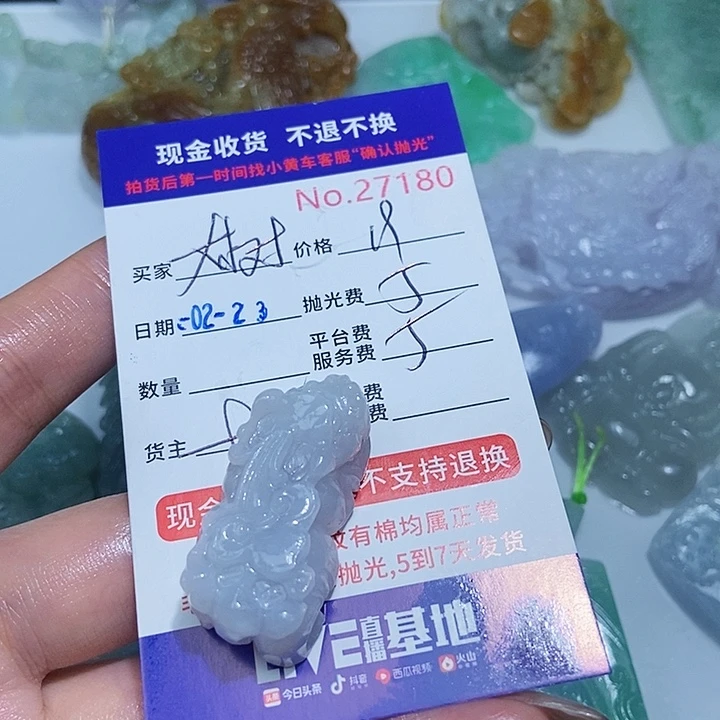 现金收货 不退不换
拍货后第一时间找小黄车客服“确认抛光”
No.27180
买家 树 价格
日期 -02-23 抛光费
平台费
数量 服务费
费
货主 费
现金 不支持退换
纹有棉均属正常
抛光,5到7天发货
LIVE 直播 基地
头条 今日头条 抖音 西瓜视频 火山